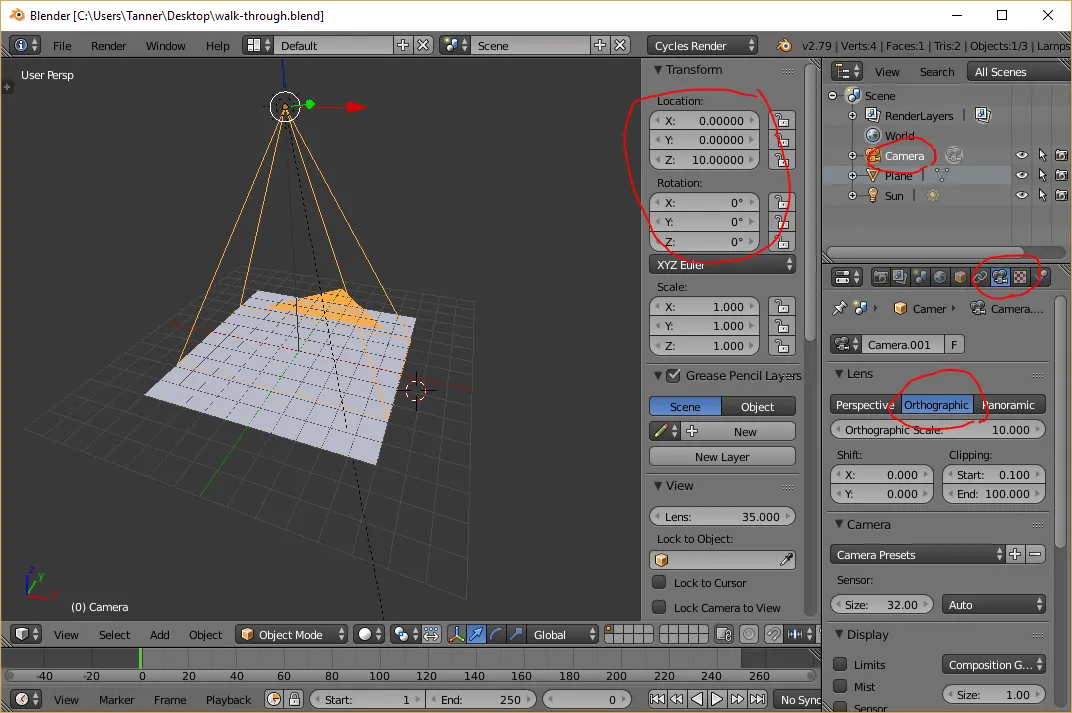 Blender [C:\Users\Tanner\Desktop\walk-through.blend]
File Render Window Help Default Scene Cycles Render v2.79 | Verts:4 | Faces:1 | Tris:2 | Objects:1/3 | Lamps
User Persp
Transform
Location:
X: 0.00000
Y: 0.00000
Z: 10.00000
Rotation:
X: 0°
Y: 0°
Z: 0°
XYZ Euler
Scale:
X: 1.000
Y: 1.000
Z: 1.000
Grease Pencil Layers
Scene Object
New
New Layer
View
Lens: 35.000
Lock to Object:
Lock to Cursor
Lock Camera to View
View Search All Scenes
Scene
RenderLayers
World
Camera
Plane
Sun
Camer Camera....
Camera.001 F
Lens
Perspective Orthographic Panoramic
Orthographic Scale: 10.000
Shift: Clipping:
X: 0.000 Start: 0.100
Y: 0.000 End: 100.000
Camera
Camera Presets
Sensor:
Size: 32.00 Auto
Display
Limits Composition G...
Mist
Size: 1.00
Sensor
z
y
(0) Camera
View Select Add Object Object Mode Global
-40 -20 0 20 40 60 80 100 120 140 160 180 200 220 240 260
View Marker Frame Playback Start: 1 End: 250 0 No Sync